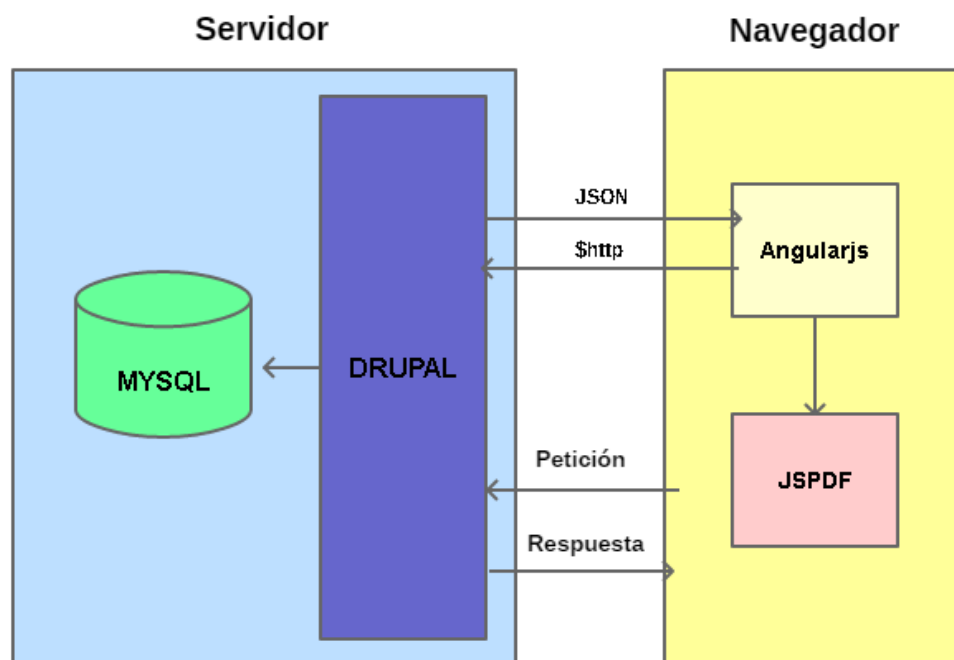 Servidor
Navegador
JSON
$http
Angularjs
MYSQL
DRUPAL
Petición
JSPDF
Respuesta